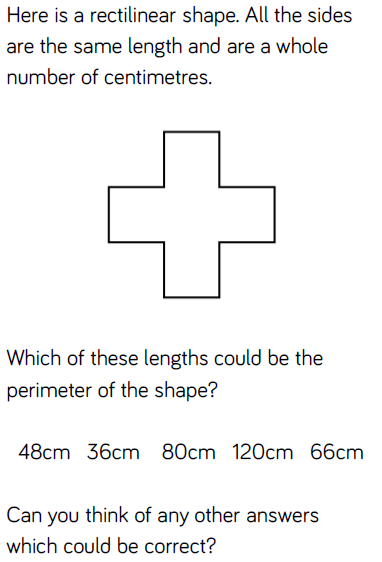 Here is a rectilinear shape. All the sides
are the same length and are a whole
number of centimetres.
Which of these lengths could be the
perimeter of the shape?
48cm 36cm 80cm 120cm 66cm
Can you think of any other answers
which could be correct?